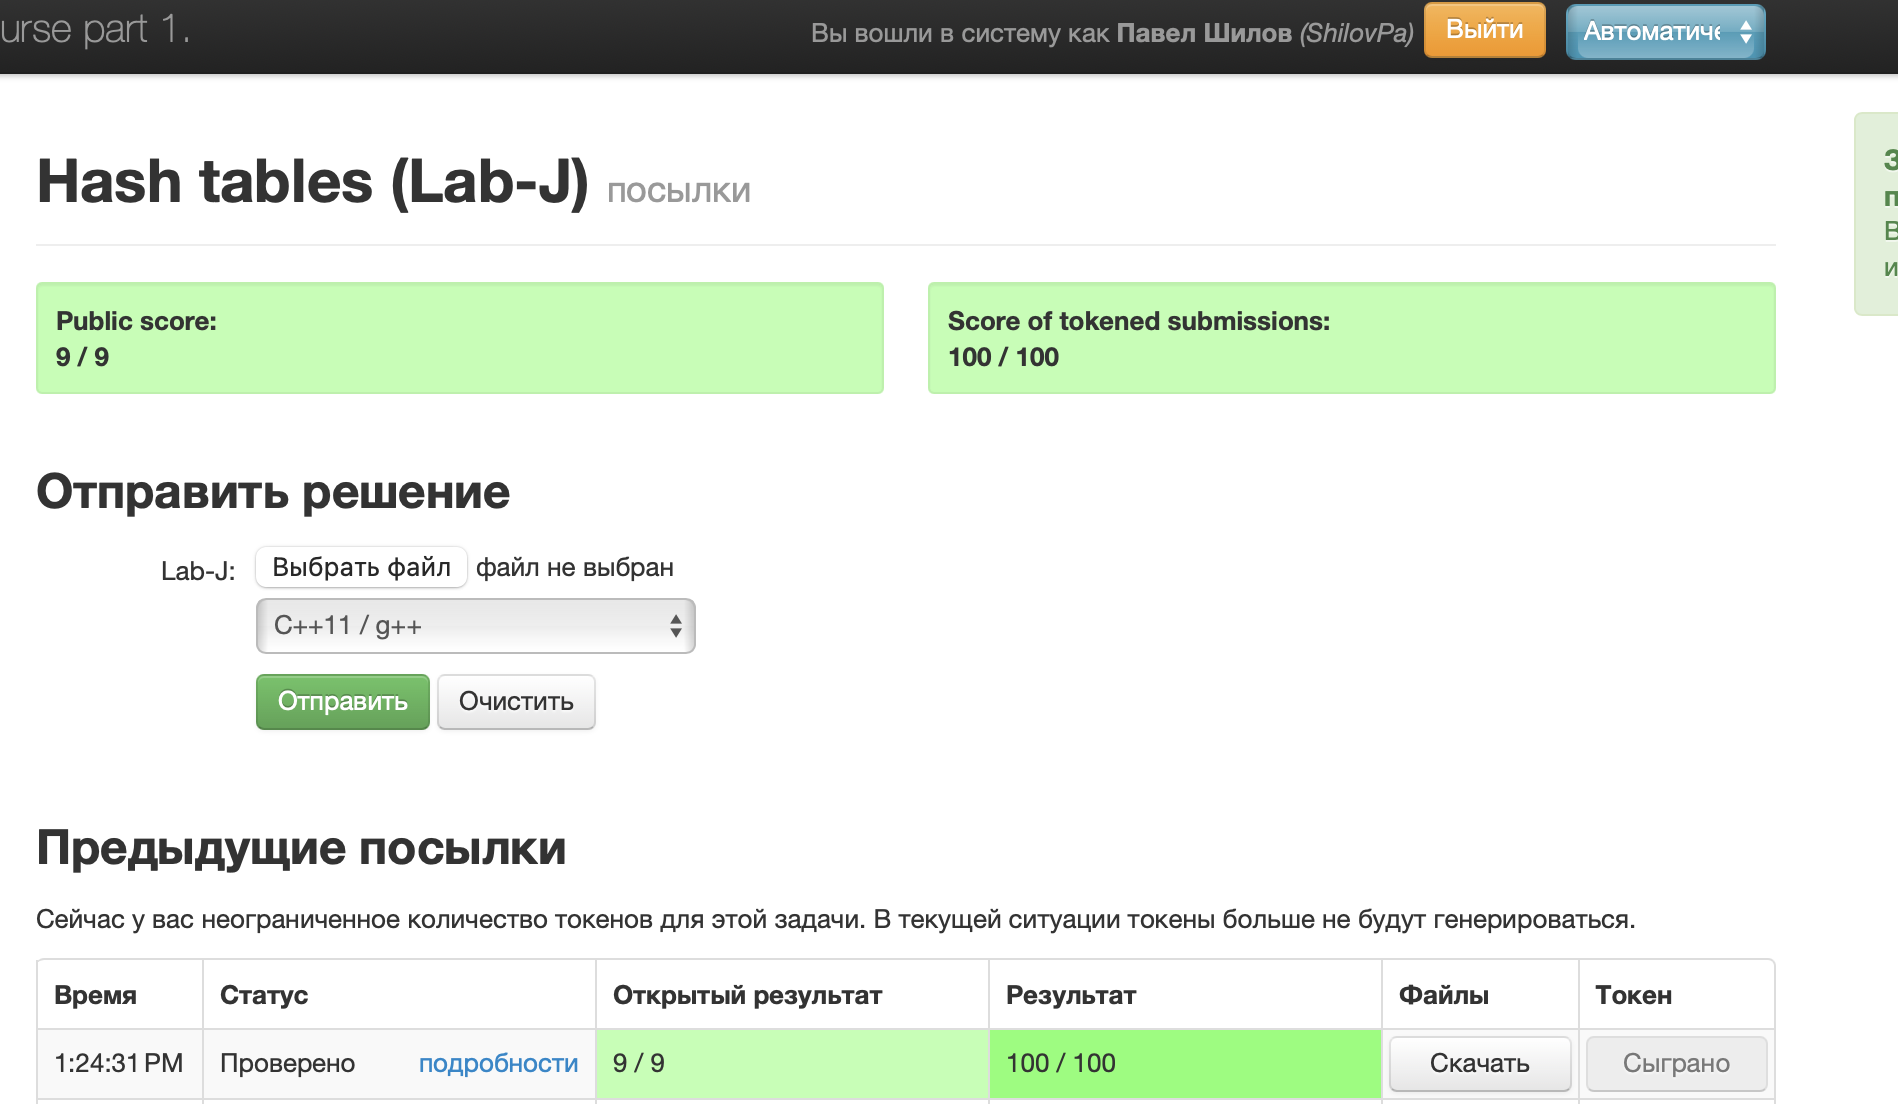 urse part 1.
Вы вошли в систему как Павел Шилов (ShilovPa)
Выйти
Hash tables (Lab-J) посылки
Public score:
9 / 9
Score of tokened submissions:
100 / 100
Отправить решение
Lab-J: Выбрать файл файл не выбран
C++11 / g++
Отправить Очистить
Предыдущие посылки
Сейчас у вас неограниченное количество токенов для этой задачи. В текущей ситуации токены больше не будут генерироваться.
Время Статус Открытый результат Результат Файлы Токен
1:24:31 PM Проверено подробности 9 / 9 100 / 100 Скачать Сыграно